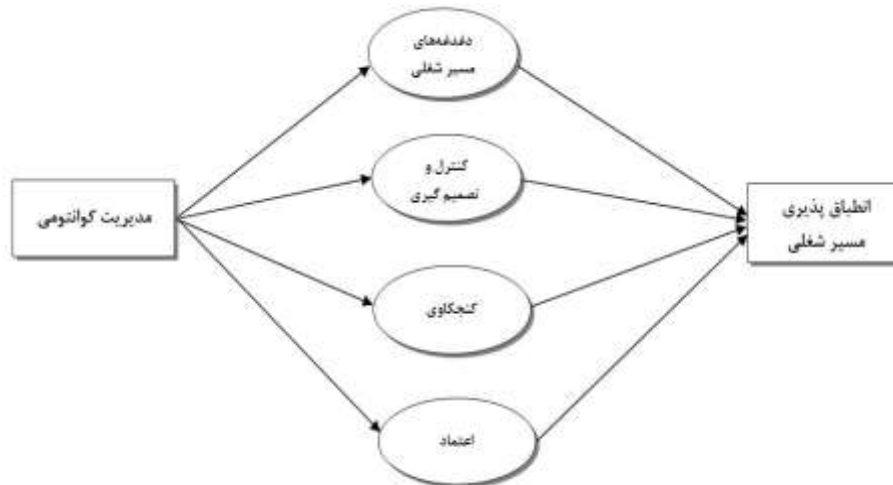 دغدغه‌های
مسیر شغلی
کنترل و
تصمیم گیری
مدیریت کوانتومی
انطباق پذیری
مسیر شغلی
کنجکاوی
اعتماد